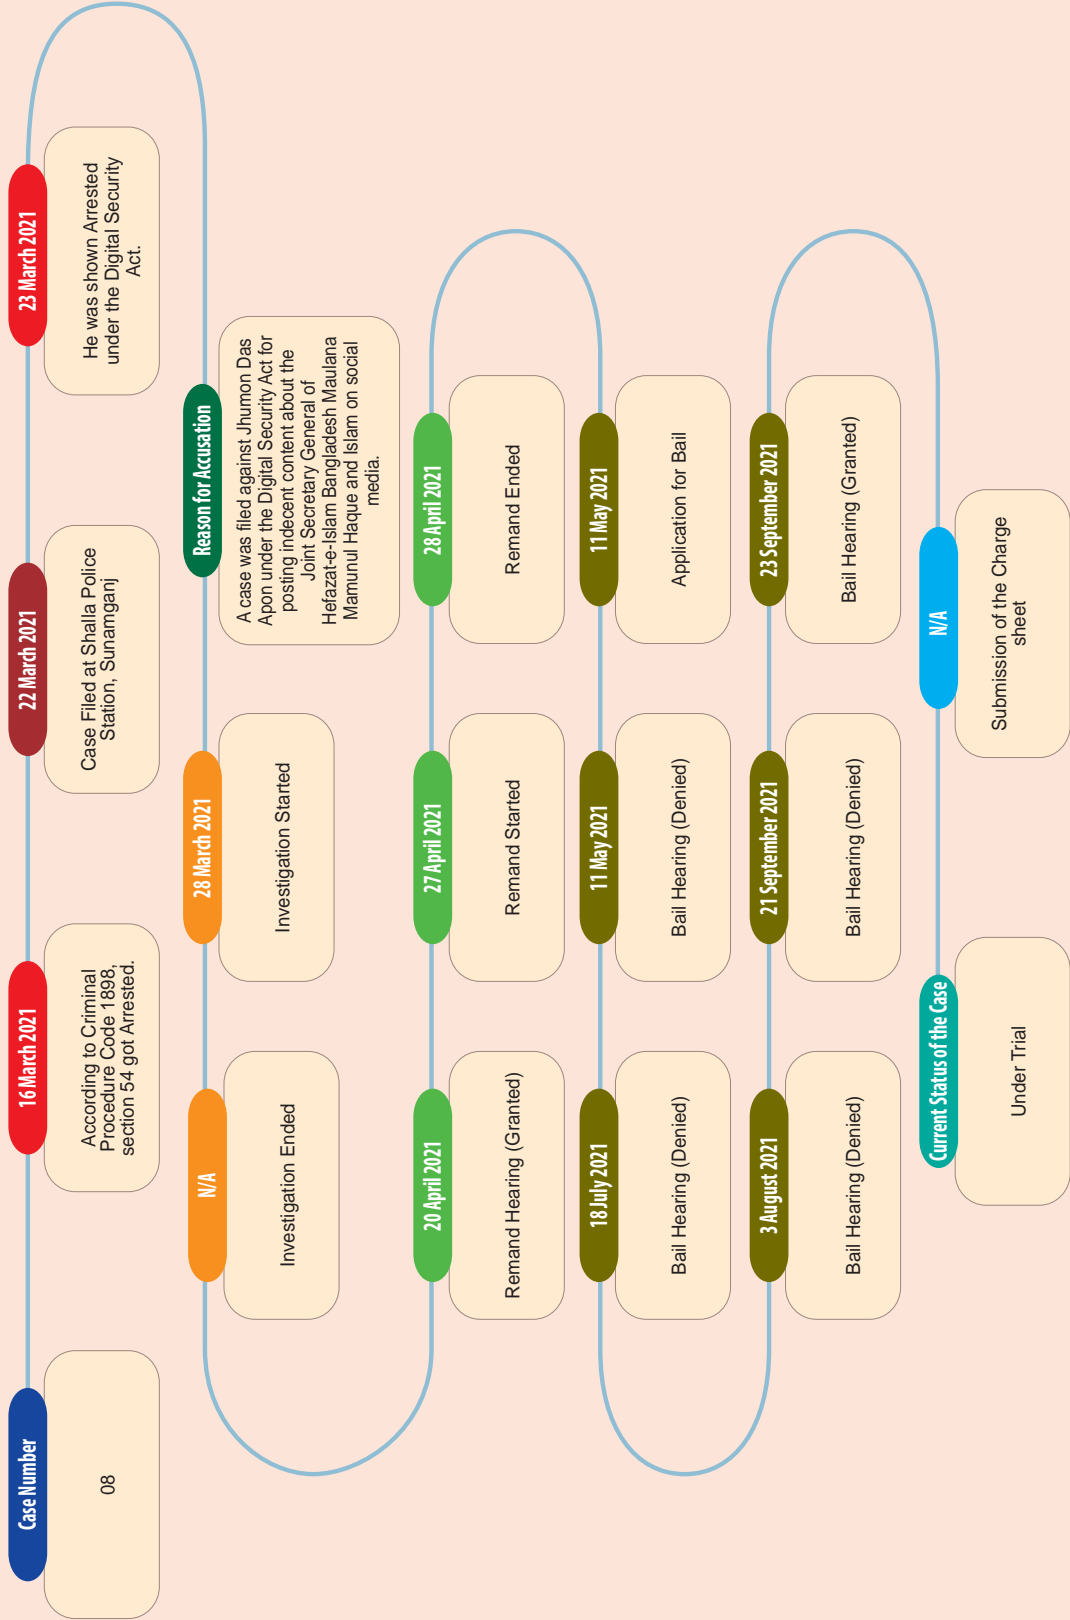 Case Number
08
16 March 2021
According to Criminal
Procedure Code 1898,
section 54 got Arrested.
22 March 2021
Case Filed at Shalla Police
Station, Sunamganj
23 March 2021
He was shown Arrested
under the Digital Security
Act.
Reason for Accusation
A case was filed against Jhumon Das
Apon under the Digital Security Act for
posting indecent content about the
Joint Secretary General of
Hefazat-e-Islam Bangladesh Maulana
Mamunul Haque and Islam on social
media.
28 March 2021
Investigation Started
N/A
Investigation Ended
20 April 2021
Remand Hearing (Granted)
27 April 2021
Remand Started
28 April 2021
Remand Ended
11 May 2021
Application for Bail
11 May 2021
Bail Hearing (Denied)
18 July 2021
Bail Hearing (Denied)
3 August 2021
Bail Hearing (Denied)
21 September 2021
Bail Hearing (Denied)
23 September 2021
Bail Hearing (Granted)
N/A
Submission of the Charge
sheet
Current Status of the Case
Under Trial